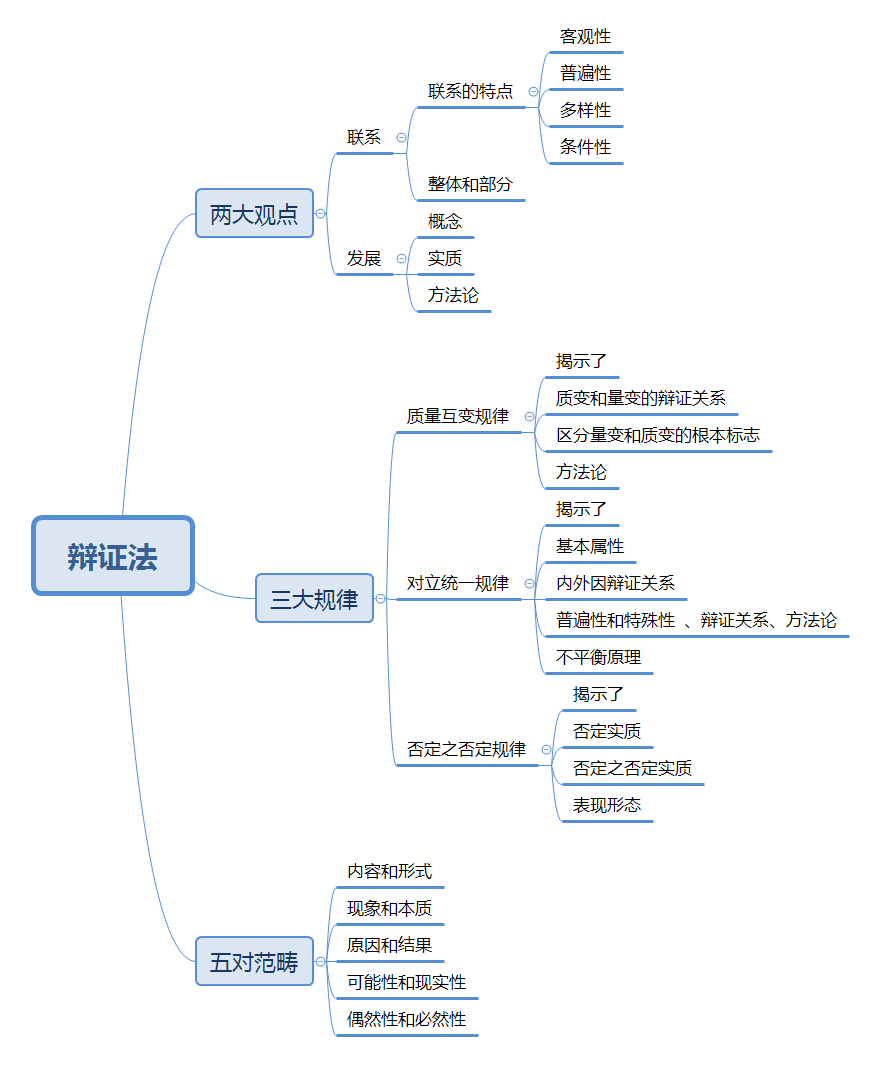 辩证法
两大观点
联系
联系的特点
客观性
普遍性
多样性
条件性
整体和部分
发展
概念
实质
方法论
三大规律
质量互变规律
揭示了
质变和量变的辩证关系
区分量变和质变的根本标志
方法论
对立统一规律
揭示了
基本属性
内外因辩证关系
普遍性和特殊性 、辩证关系、方法论
不平衡原理
否定之否定规律
揭示了
否定实质
否定之否定实质
表现形态
五对范畴
内容和形式
现象和本质
原因和结果
可能性和现实性
偶然性和必然性